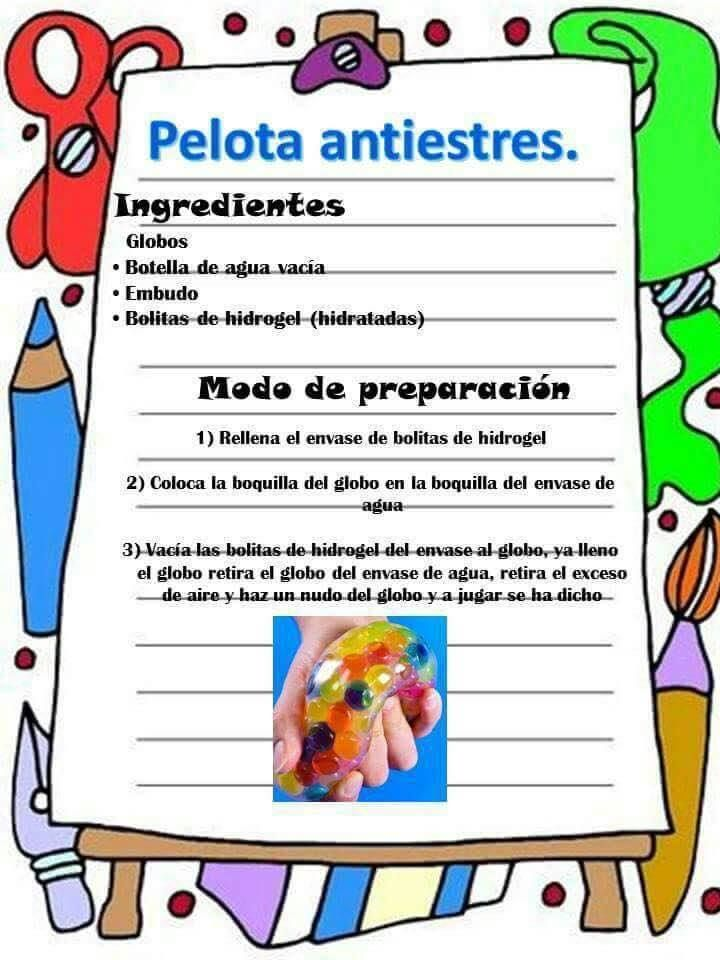 Pelota antiestres.
Ingredientes
Globos
• Botella de agua vacía
• Embudo
• Bolitas de hidrogel (hidratadas)
Modo de preparación
1) Rellena el envase de bolitas de hidrogel
2) Coloca la boquilla del globo en la boquilla del envase de
agua
3) Vacía las bolitas de hidrogel del envase al globo, ya lleno
el globo retira el globo del envase de agua, retira el exceso
de aire y haz un nudo del globo y a jugar se ha dicho